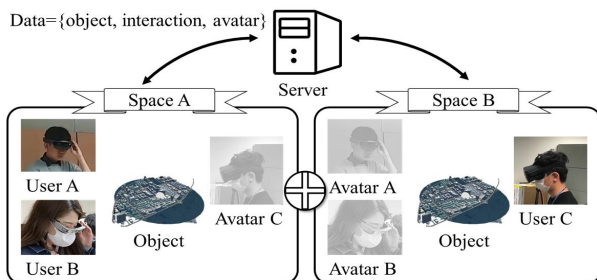 Data={object, interaction, avatar}
Server
Space A
Space B
User A
Avatar C
Object
User B
Avatar A
User C
Object
Avatar B